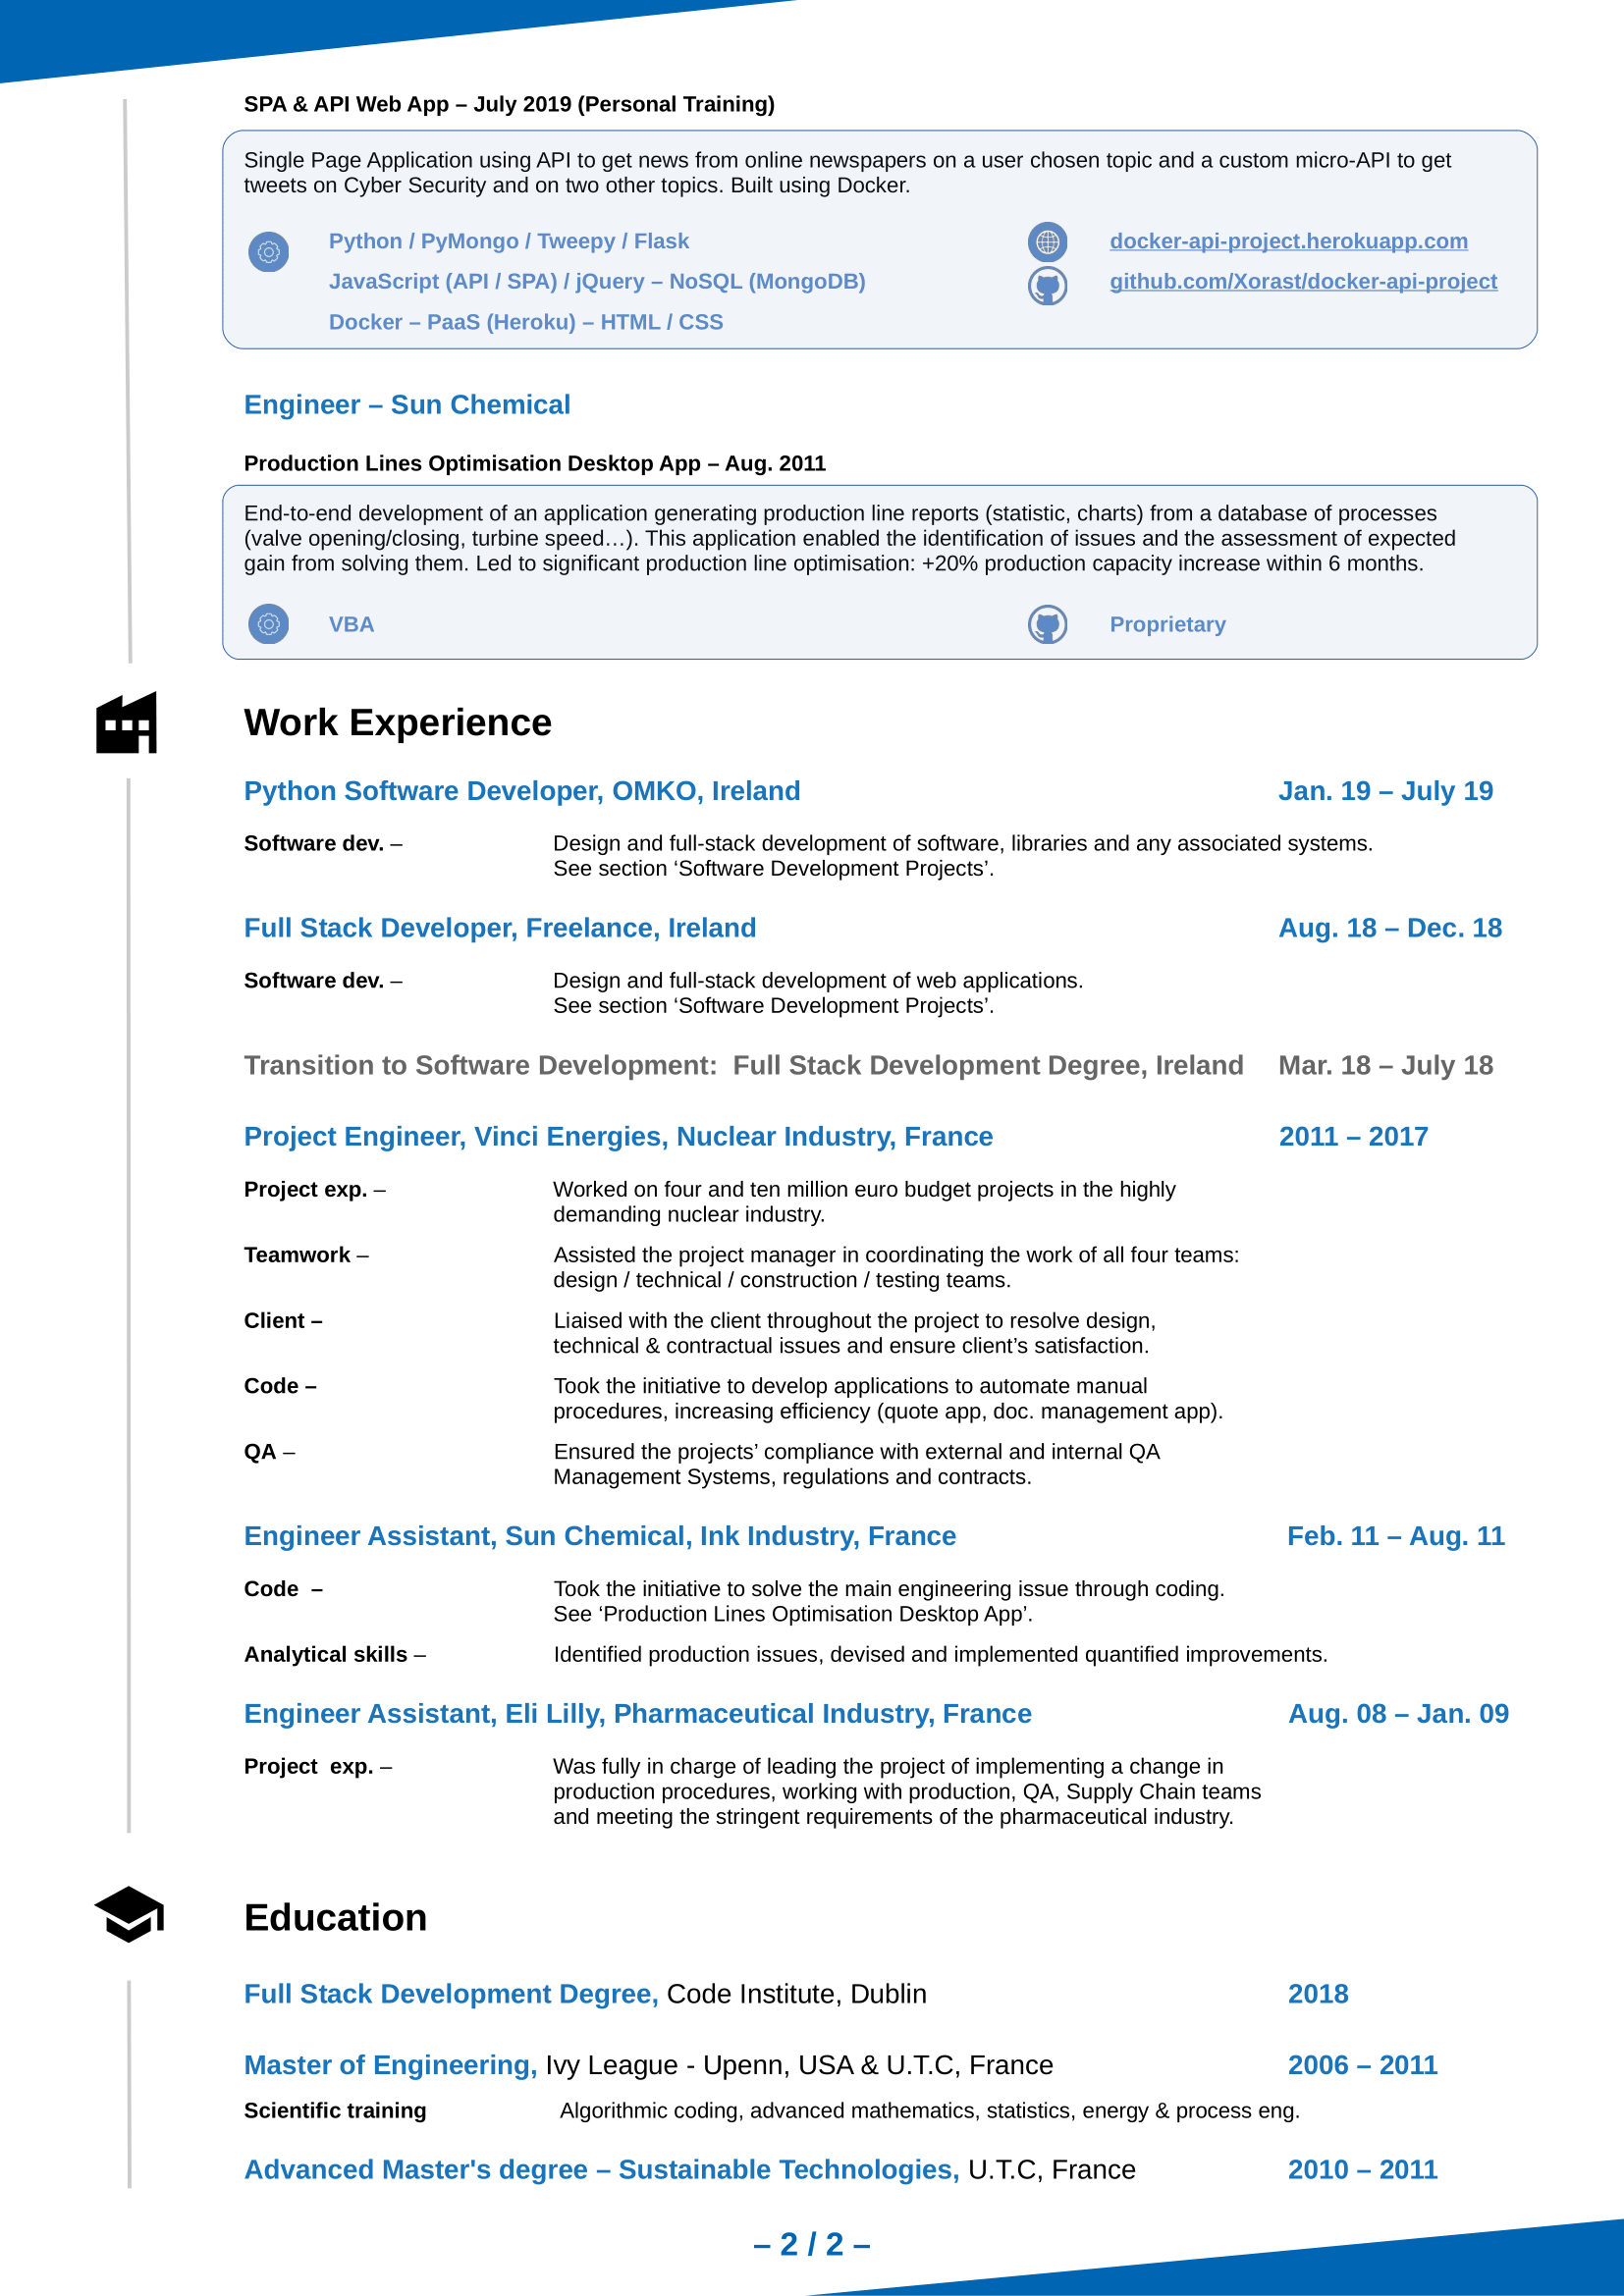 SPA & API Web App – July 2019 (Personal Training)
Single Page Application using API to get news from online newspapers on a user chosen topic and a custom micro-API to get
tweets on Cyber Security and on two other topics. Built using Docker.
Python / PyMongo / Tweepy / Flask
docker-api-project.herokuapp.com
JavaScript (API / SPA) / jQuery – NoSQL (MongoDB)
github.com/Xorast/docker-api-project
Docker – PaaS (Heroku) – HTML / CSS
Engineer – Sun Chemical
Production Lines Optimisation Desktop App – Aug. 2011
End-to-end development of an application generating production line reports (statistic, charts) from a database of processes
(valve opening/closing, turbine speed…). This application enabled the identification of issues and the assessment of expected
gain from solving them. Led to significant production line optimisation: +20% production capacity increase within 6 months.
VBA
Proprietary
Work Experience
Python Software Developer, OMKO, Ireland Jan. 19 – July 19
Software dev. – Design and full-stack development of software, libraries and any associated systems.
See section ‘Software Development Projects’.
Full Stack Developer, Freelance, Ireland Aug. 18 – Dec. 18
Software dev. – Design and full-stack development of web applications.
See section ‘Software Development Projects’.
Transition to Software Development: Full Stack Development Degree, Ireland Mar. 18 – July 18
Project Engineer, Vinci Energies, Nuclear Industry, France 2011 – 2017
Project exp. – Worked on four and ten million euro budget projects in the highly
demanding nuclear industry.
Teamwork – Assisted the project manager in coordinating the work of all four teams:
design / technical / construction / testing teams.
Client – Liaised with the client throughout the project to resolve design,
technical & contractual issues and ensure client’s satisfaction.
Code – Took the initiative to develop applications to automate manual
procedures, increasing efficiency (quote app, doc. management app).
QA – Ensured the projects’ compliance with external and internal QA
Management Systems, regulations and contracts.
Engineer Assistant, Sun Chemical, Ink Industry, France Feb. 11 – Aug. 11
Code – Took the initiative to solve the main engineering issue through coding.
See ‘Production Lines Optimisation Desktop App’.
Analytical skills – Identified production issues, devised and implemented quantified improvements.
Engineer Assistant, Eli Lilly, Pharmaceutical Industry, France Aug. 08 – Jan. 09
Project exp. – Was fully in charge of leading the project of implementing a change in
production procedures, working with production, QA, Supply Chain teams
and meeting the stringent requirements of the pharmaceutical industry.
Education
Full Stack Development Degree, Code Institute, Dublin 2018
Master of Engineering, Ivy League - Upenn, USA & U.T.C, France 2006 – 2011
Scientific training Algorithmic coding, advanced mathematics, statistics, energy & process eng.
Advanced Master's degree – Sustainable Technologies, U.T.C, France 2010 – 2011
– 2 / 2 –